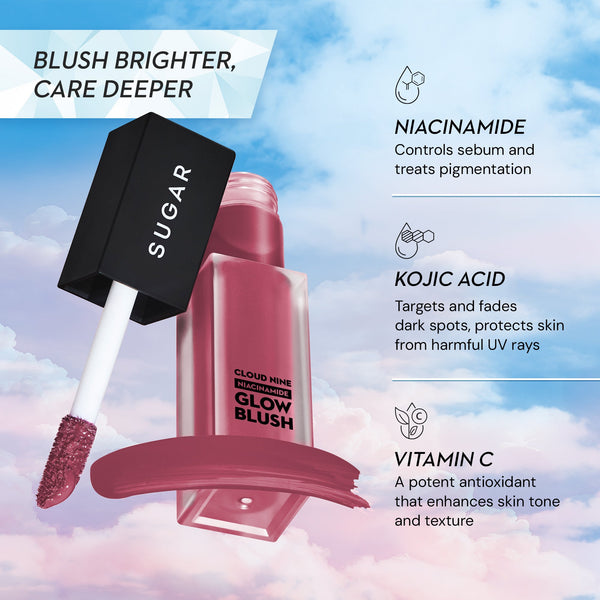 BLUSH BRIGHTER,
CARE DEEPER
SUGAR
CLOUD NINE
NIACINAMIDE
GLOW
BLUSH
NIACINAMIDE
Controls sebum and
treats pigmentation
KOJIC ACID
Targets and fades
dark spots, protects skin
from harmful UV rays
C
VITAMIN C
A potent antioxidant
that enhances skin tone
and texture